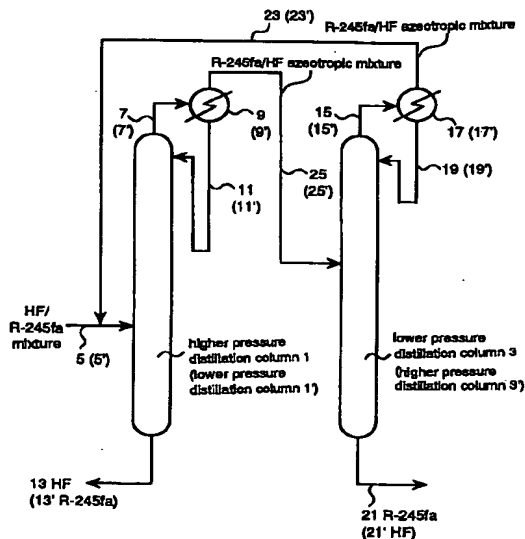 23 (23')
R-245fa/HF azeotropic mixture
R-245fa/HF azeotropic mixture
7
(7')
9
(9')
15
(15')
17 (17')
11
(11')
25
(25')
19 (19')
HF/
R-245fa
mixture
5 (5')
higher pressure
distillation column 1
(lower pressure
distillation column 1')
lower pressure
distillation column 3
(higher pressure
distillation column 3')
13 HF
(13' R-245fa)
21 R-245fa
(21' HF)